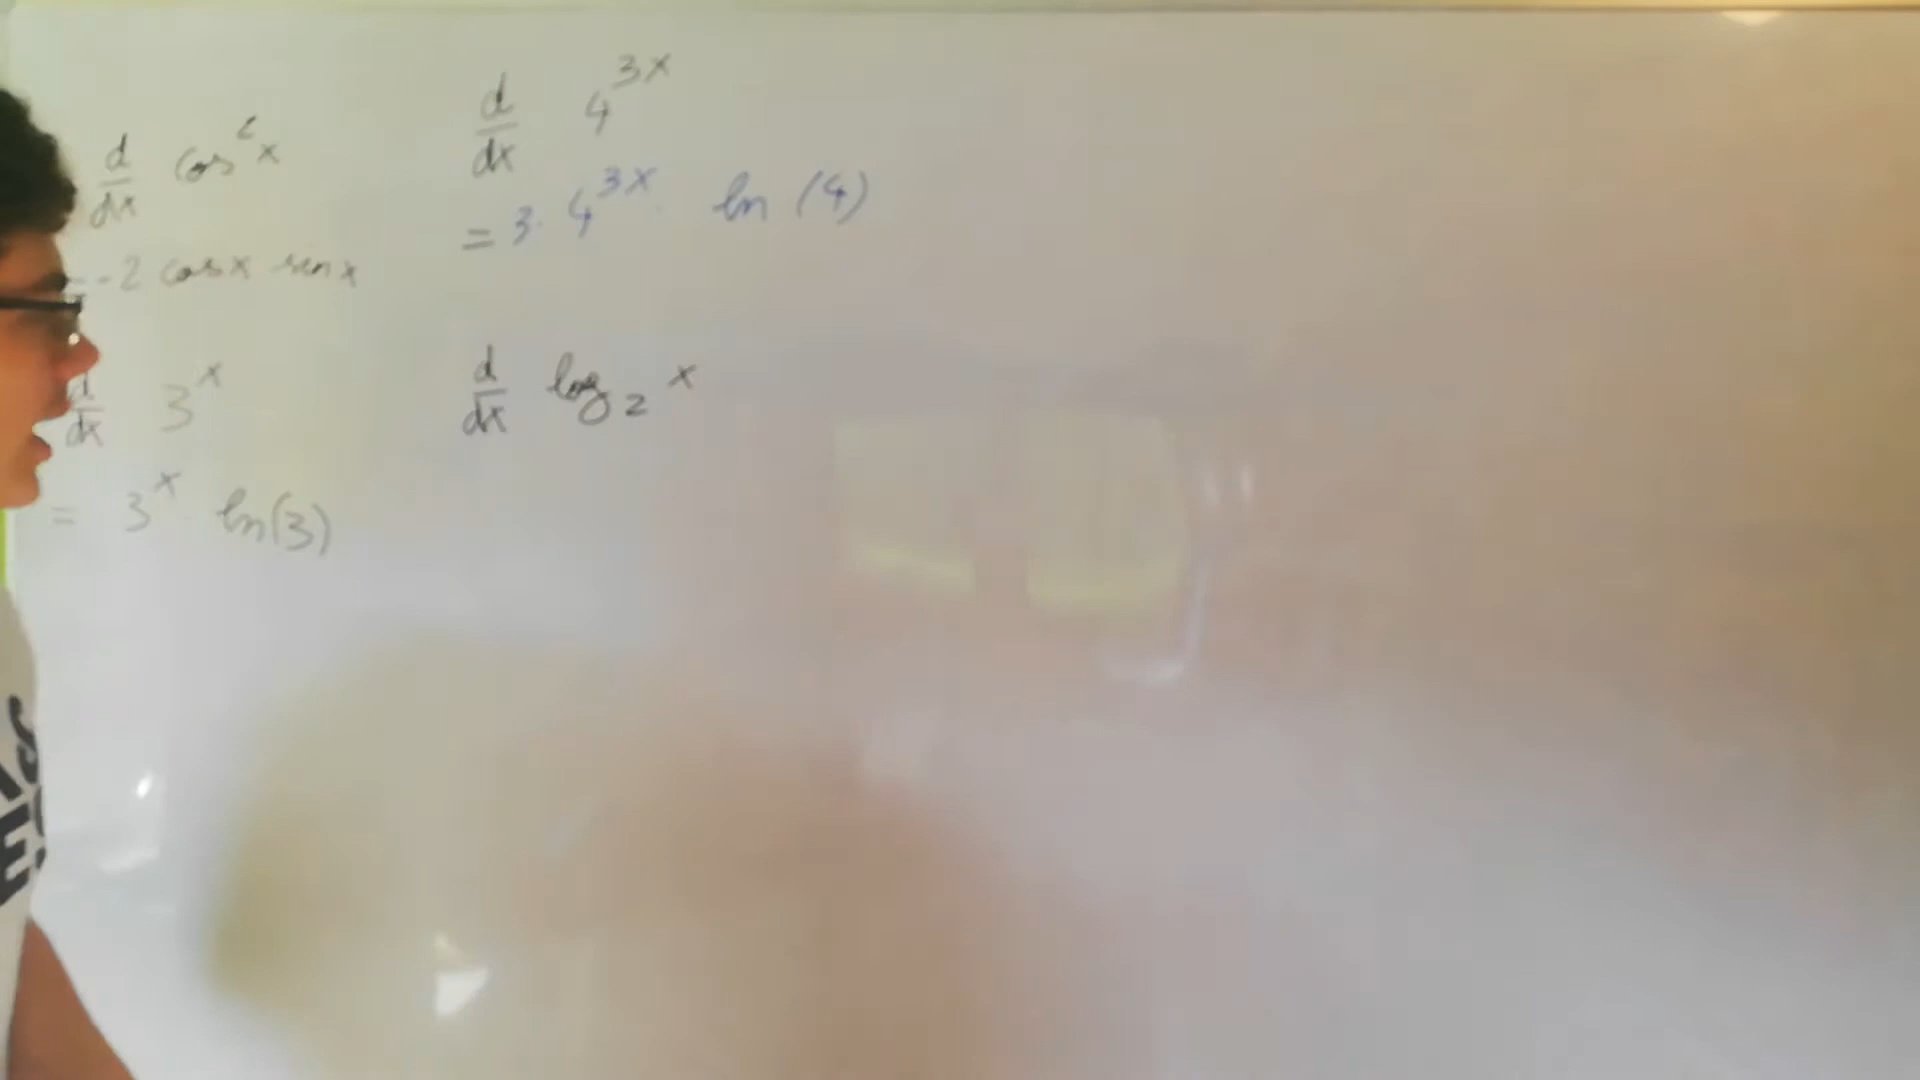 d/dx cos²x
= -2 cosx senx
d/dx 3^x
= 3^x · ln(3)
d/dx 4^3x
= 3 · 4^3x · ln (4)
d/dx log₂ x